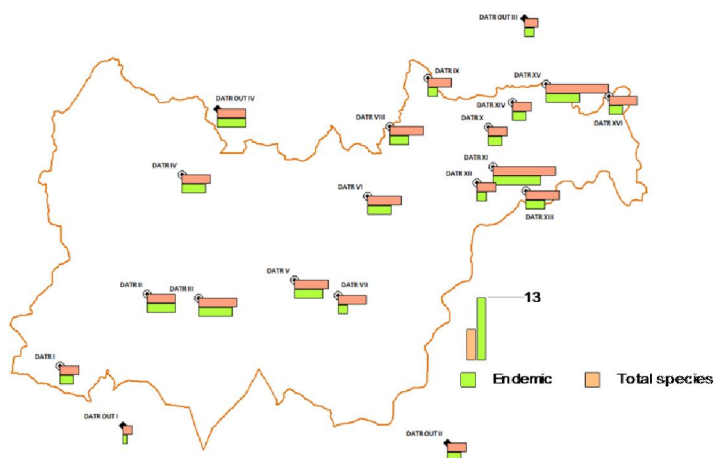 DATR OUT III
DATR IX
DATR XV
DATR OUT IV
DATR XIV
DATR XVI
DATR VIII
DATR X
DATR XI
DATR IV
DATR XII
DATR VI
DATR XIII
DATR V
DATR II
DATR III
DATR VII
13
DATR I
Endemic
Total species
DATR OUT I
DATR OUT II